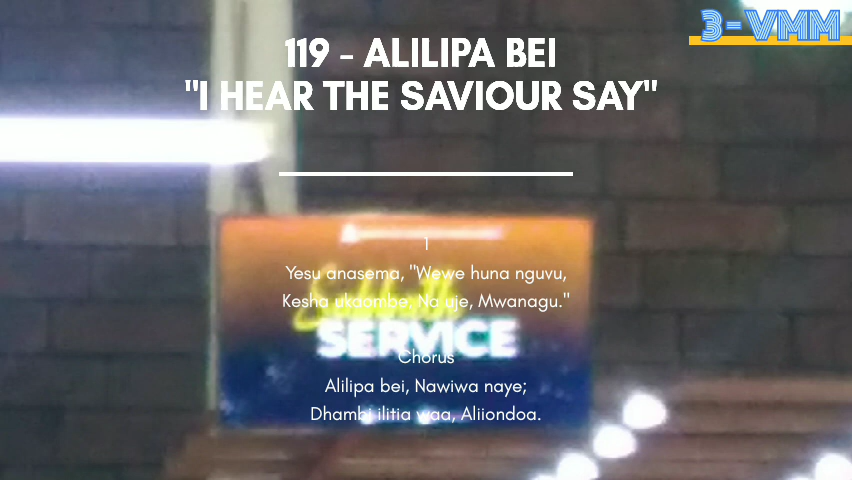 3-VMM
119 - ALILIPA BEI
"I HEAR THE SAVIOUR SAY"
1
Yesu anasema, "Wewe huna nguvu,
Kesha ukaombe, Na uje, Mwanagu."
Sabbath
SERVICE
Chorus
Alilipa bei, Nawiwa naye;
Dhambi ilitia waa, Aliiondoa.